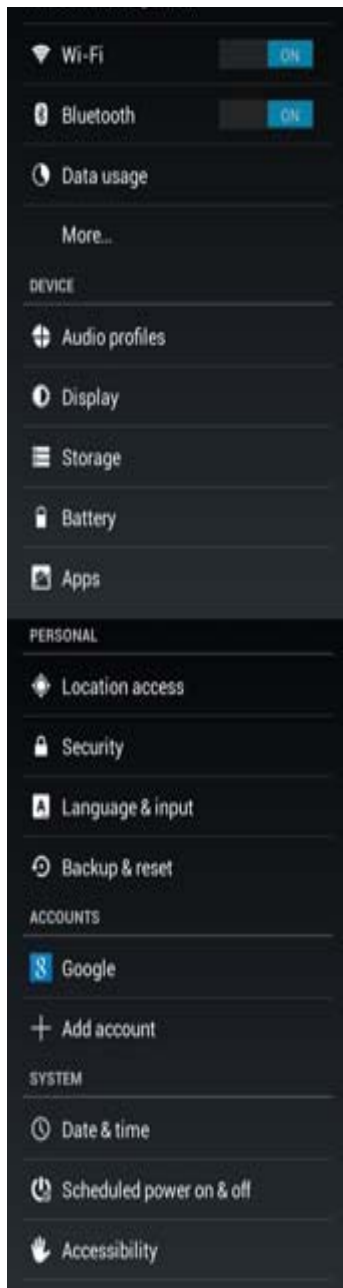 Wi-Fi ON
Bluetooth ON
Data usage
More...
DEVICE
Audio profiles
Display
Storage
Battery
Apps
PERSONAL
Location access
Security
A Language & input
Backup & reset
ACCOUNTS
8 Google
Add account
SYSTEM
Date & time
Scheduled power on & off
Accessibility